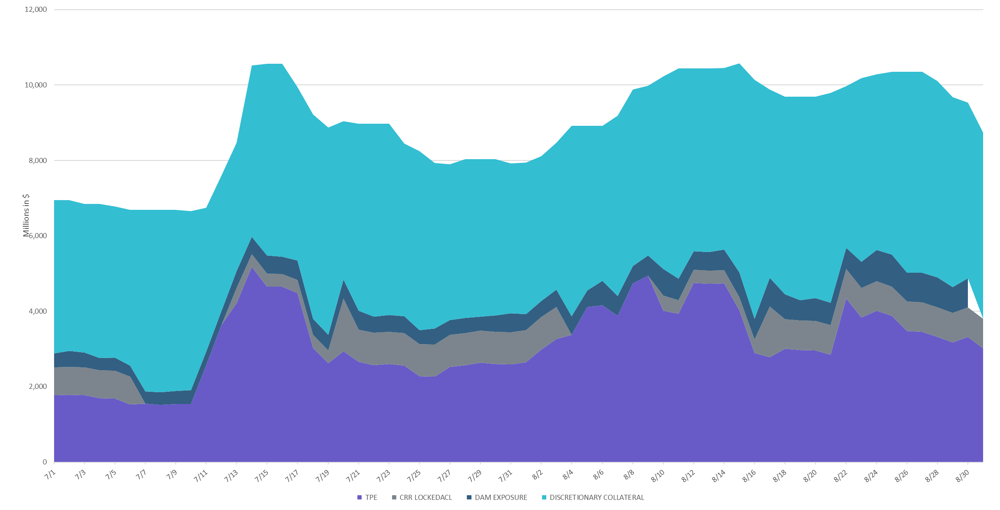 12,000
10,000
8,000
6,000
4,000
2,000
0
Millions in $
7/1 7/3 7/5 7/7 7/9 7/11 7/13 7/15 7/17 7/19 7/21 7/23 7/25 7/27 7/29 7/31 8/2 8/4 8/6 8/8 8/10 8/12 8/14 8/16 8/18 8/20 8/22 8/24 8/26 8/28 8/30
TPE CRR LOCKEDACL DAM EXPOSURE DISCRETIONARY COLLATERAL